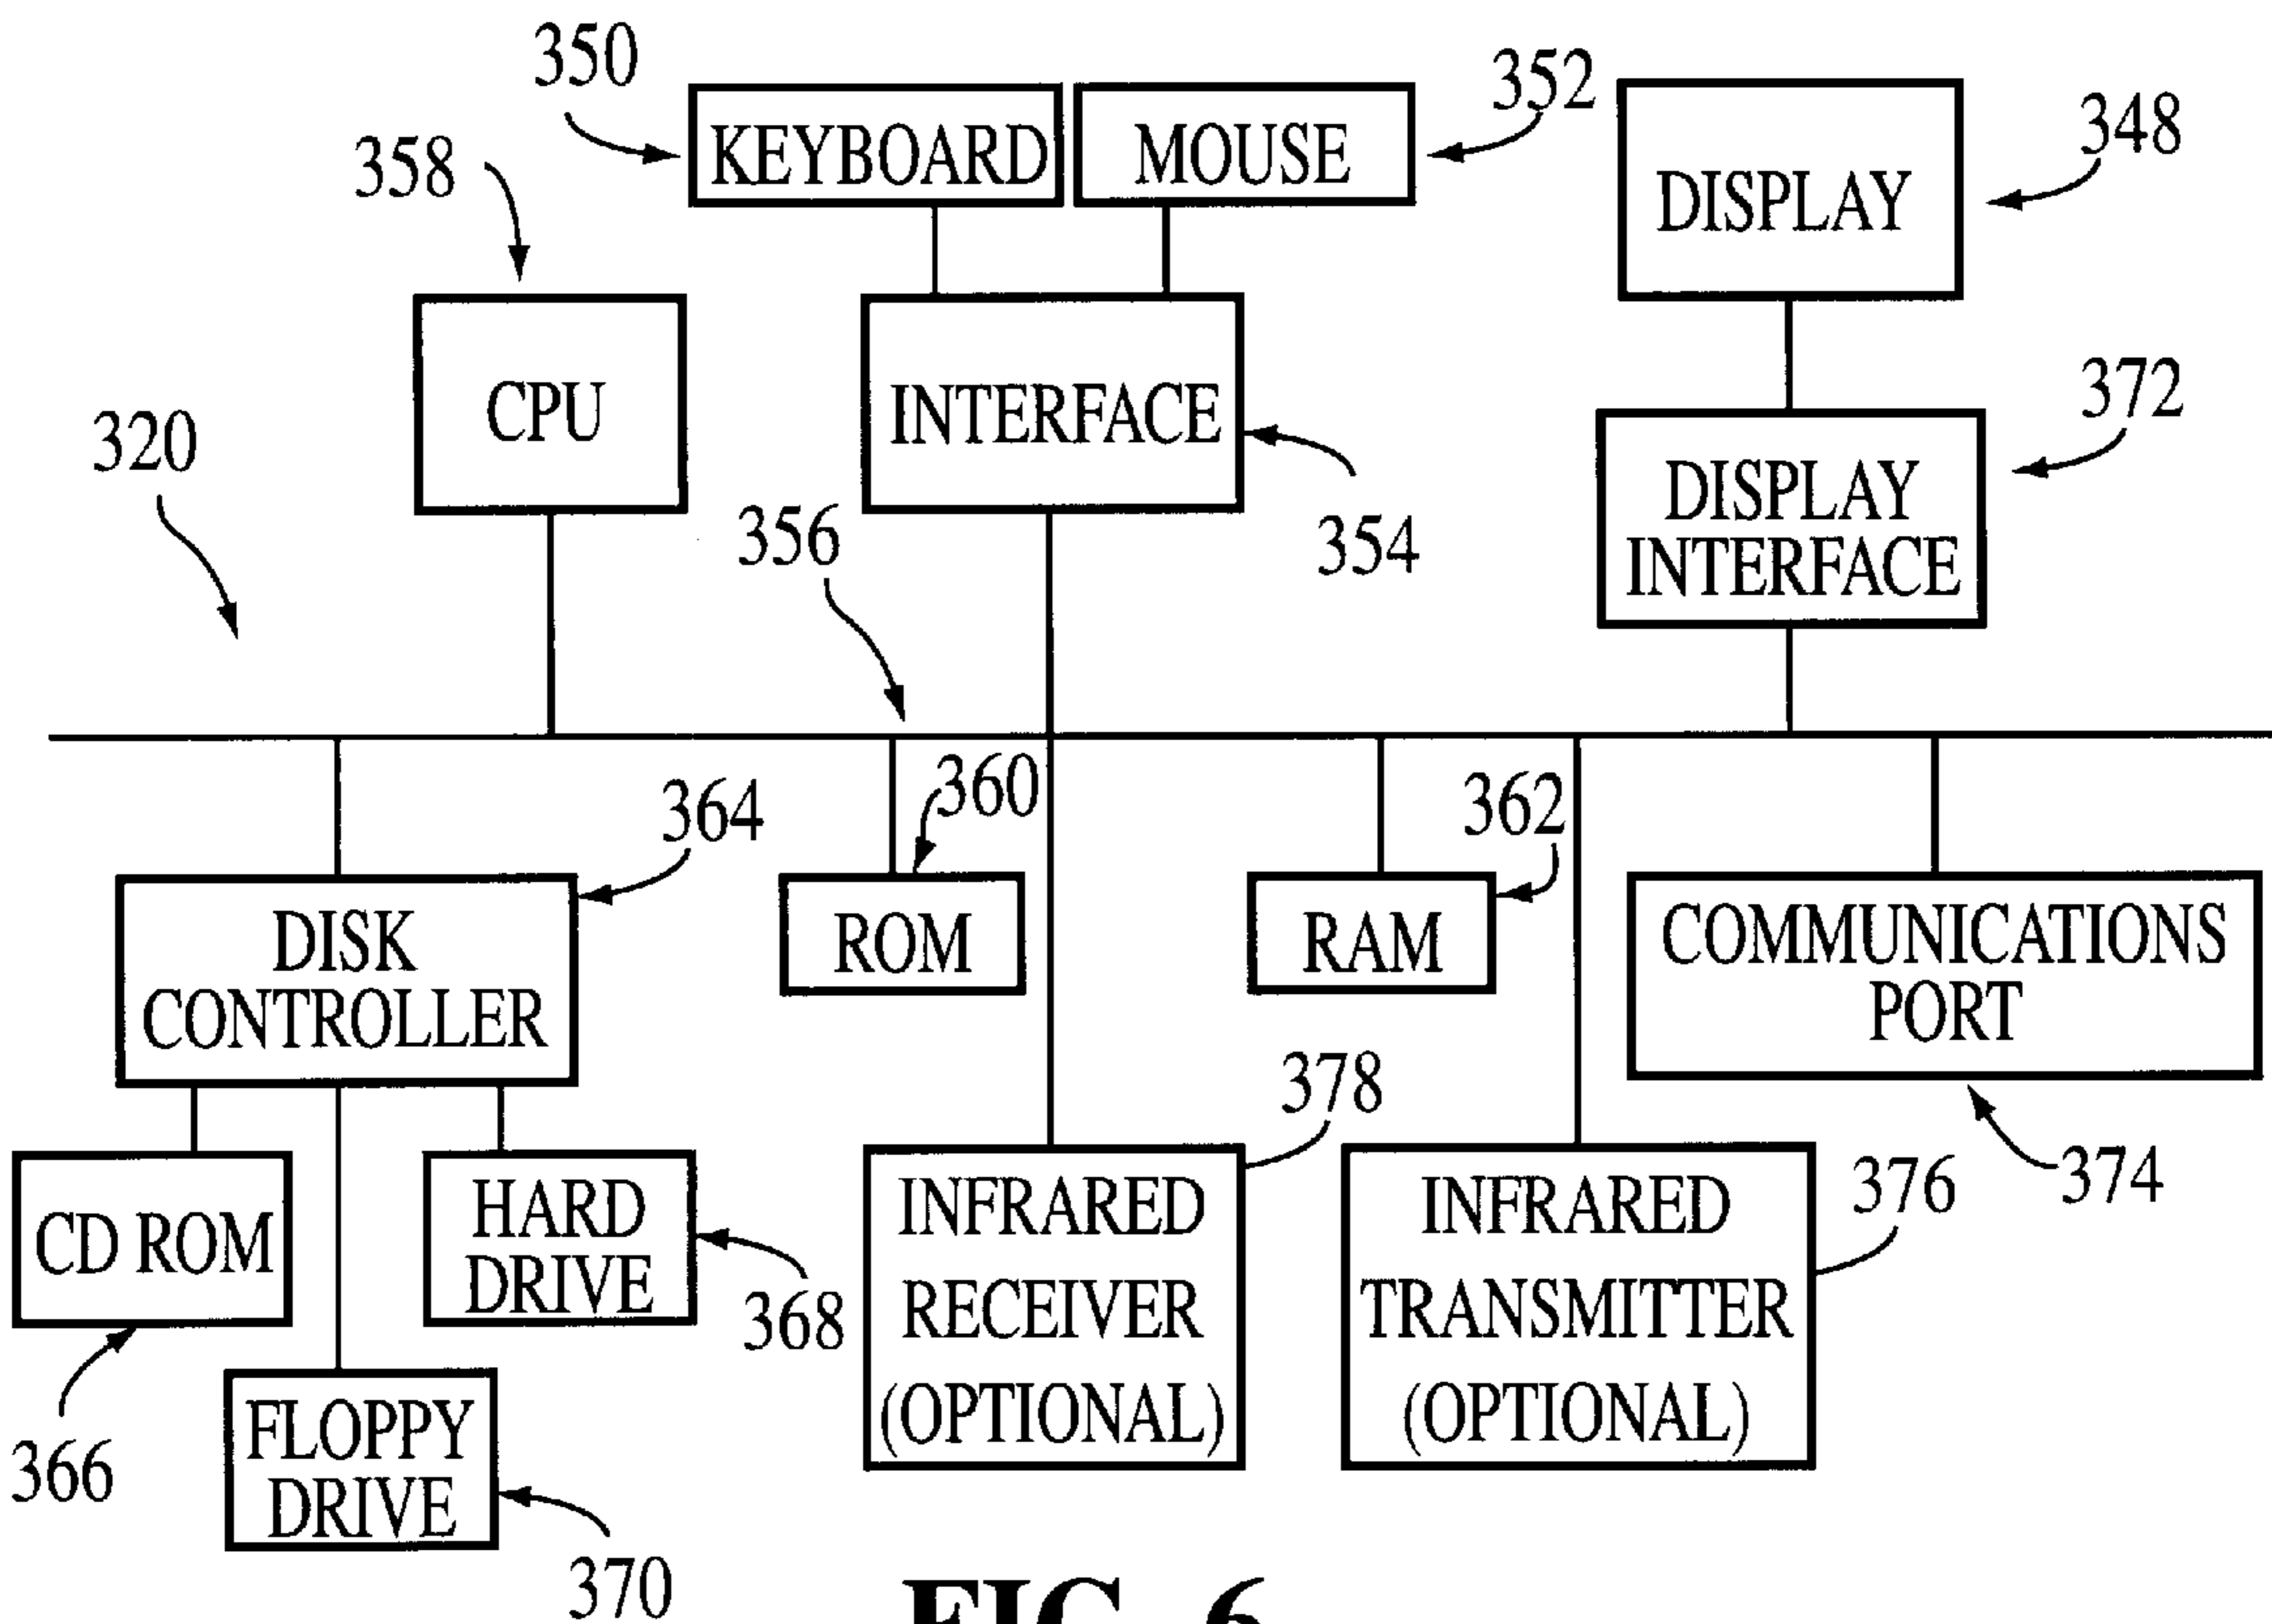 350
KEYBOARD
MOUSE
352
348
358
DISPLAY
CPU
INTERFACE
372
320
354
DISPLAY
INTERFACE
356
364
360
362
DISK
CONTROLLER
ROM
RAM
COMMUNICATIONS
PORT
378
374
376
CD ROM
HARD
DRIVE
368
INFRARED
RECEIVER
(OPTIONAL)
INFRARED
TRANSMITTER
(OPTIONAL)
366
FLOPPY
DRIVE
370
FIG. 6